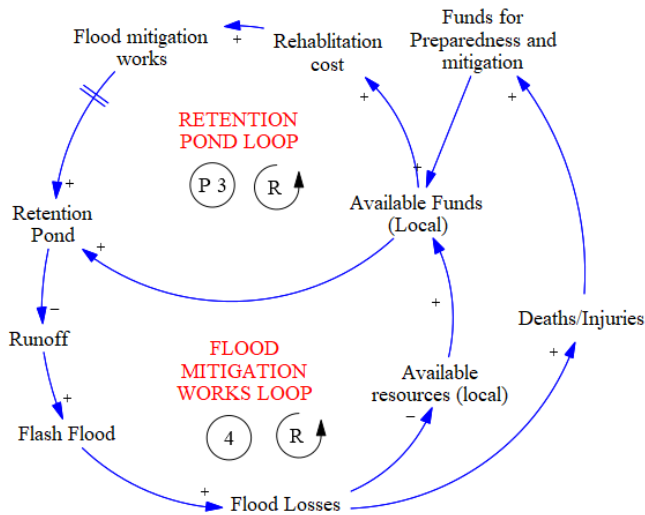 Flood mitigation
works
+
Rehablitation
cost
Funds for
Preparedness and
mitigation
+
+
RETENTION
POND LOOP
P 3
R
+
Retention
Pond
+
+
Available Funds
(Local)
−
Runoff
+
Deaths/Injuries
+
FLOOD
MITIGATION
WORKS LOOP
4
R
Available
resources (local)
−
+
Flash Flood
+
Flood Losses